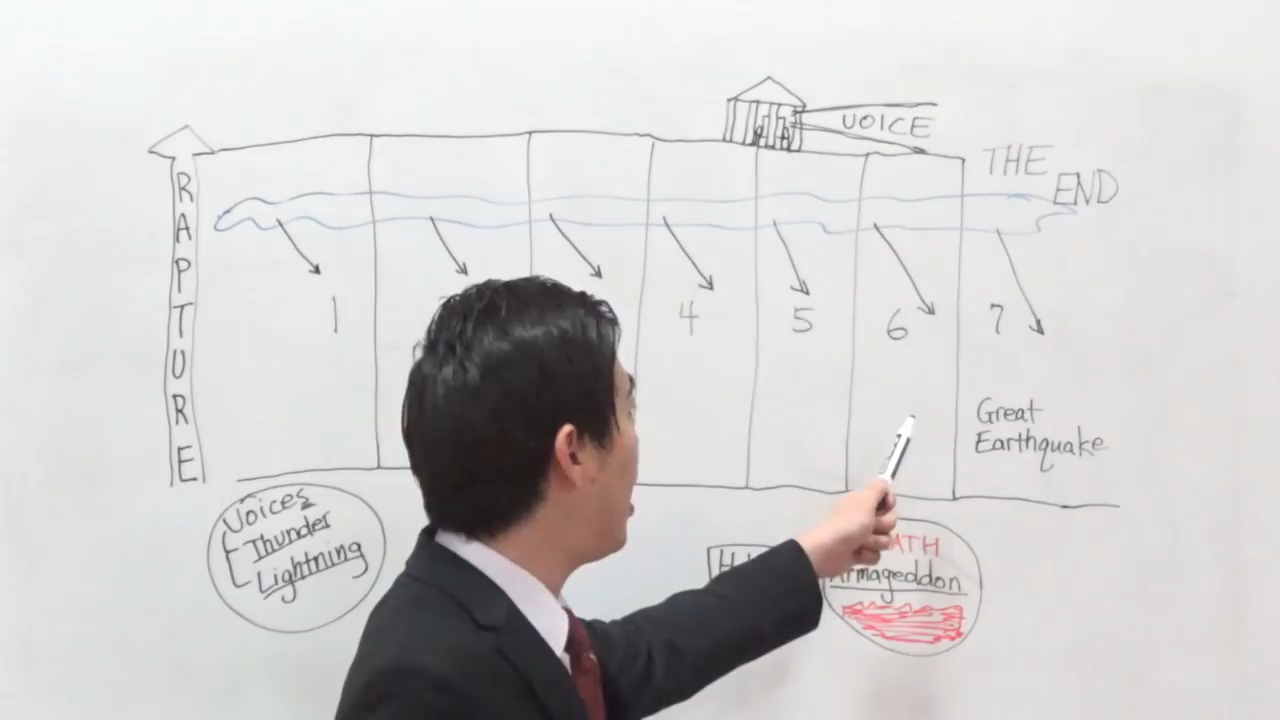 VOICE
THE
END
RAPTURE
1
4
5
6
7
Great
Earthquake
Voices
Thunder
Lightning
Armageddon